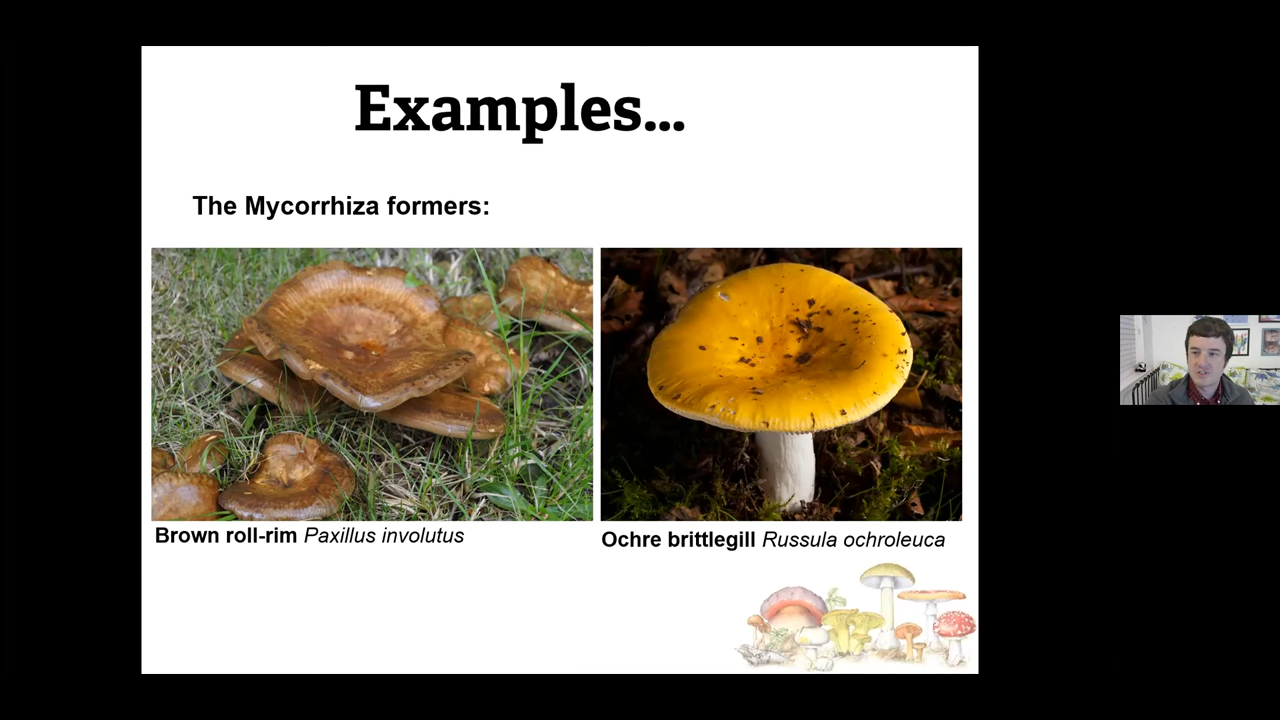 Examples...
The Mycorrhiza formers:
Brown roll-rim Paxillus involutus
Ochre brittlegill Russula ochroleuca